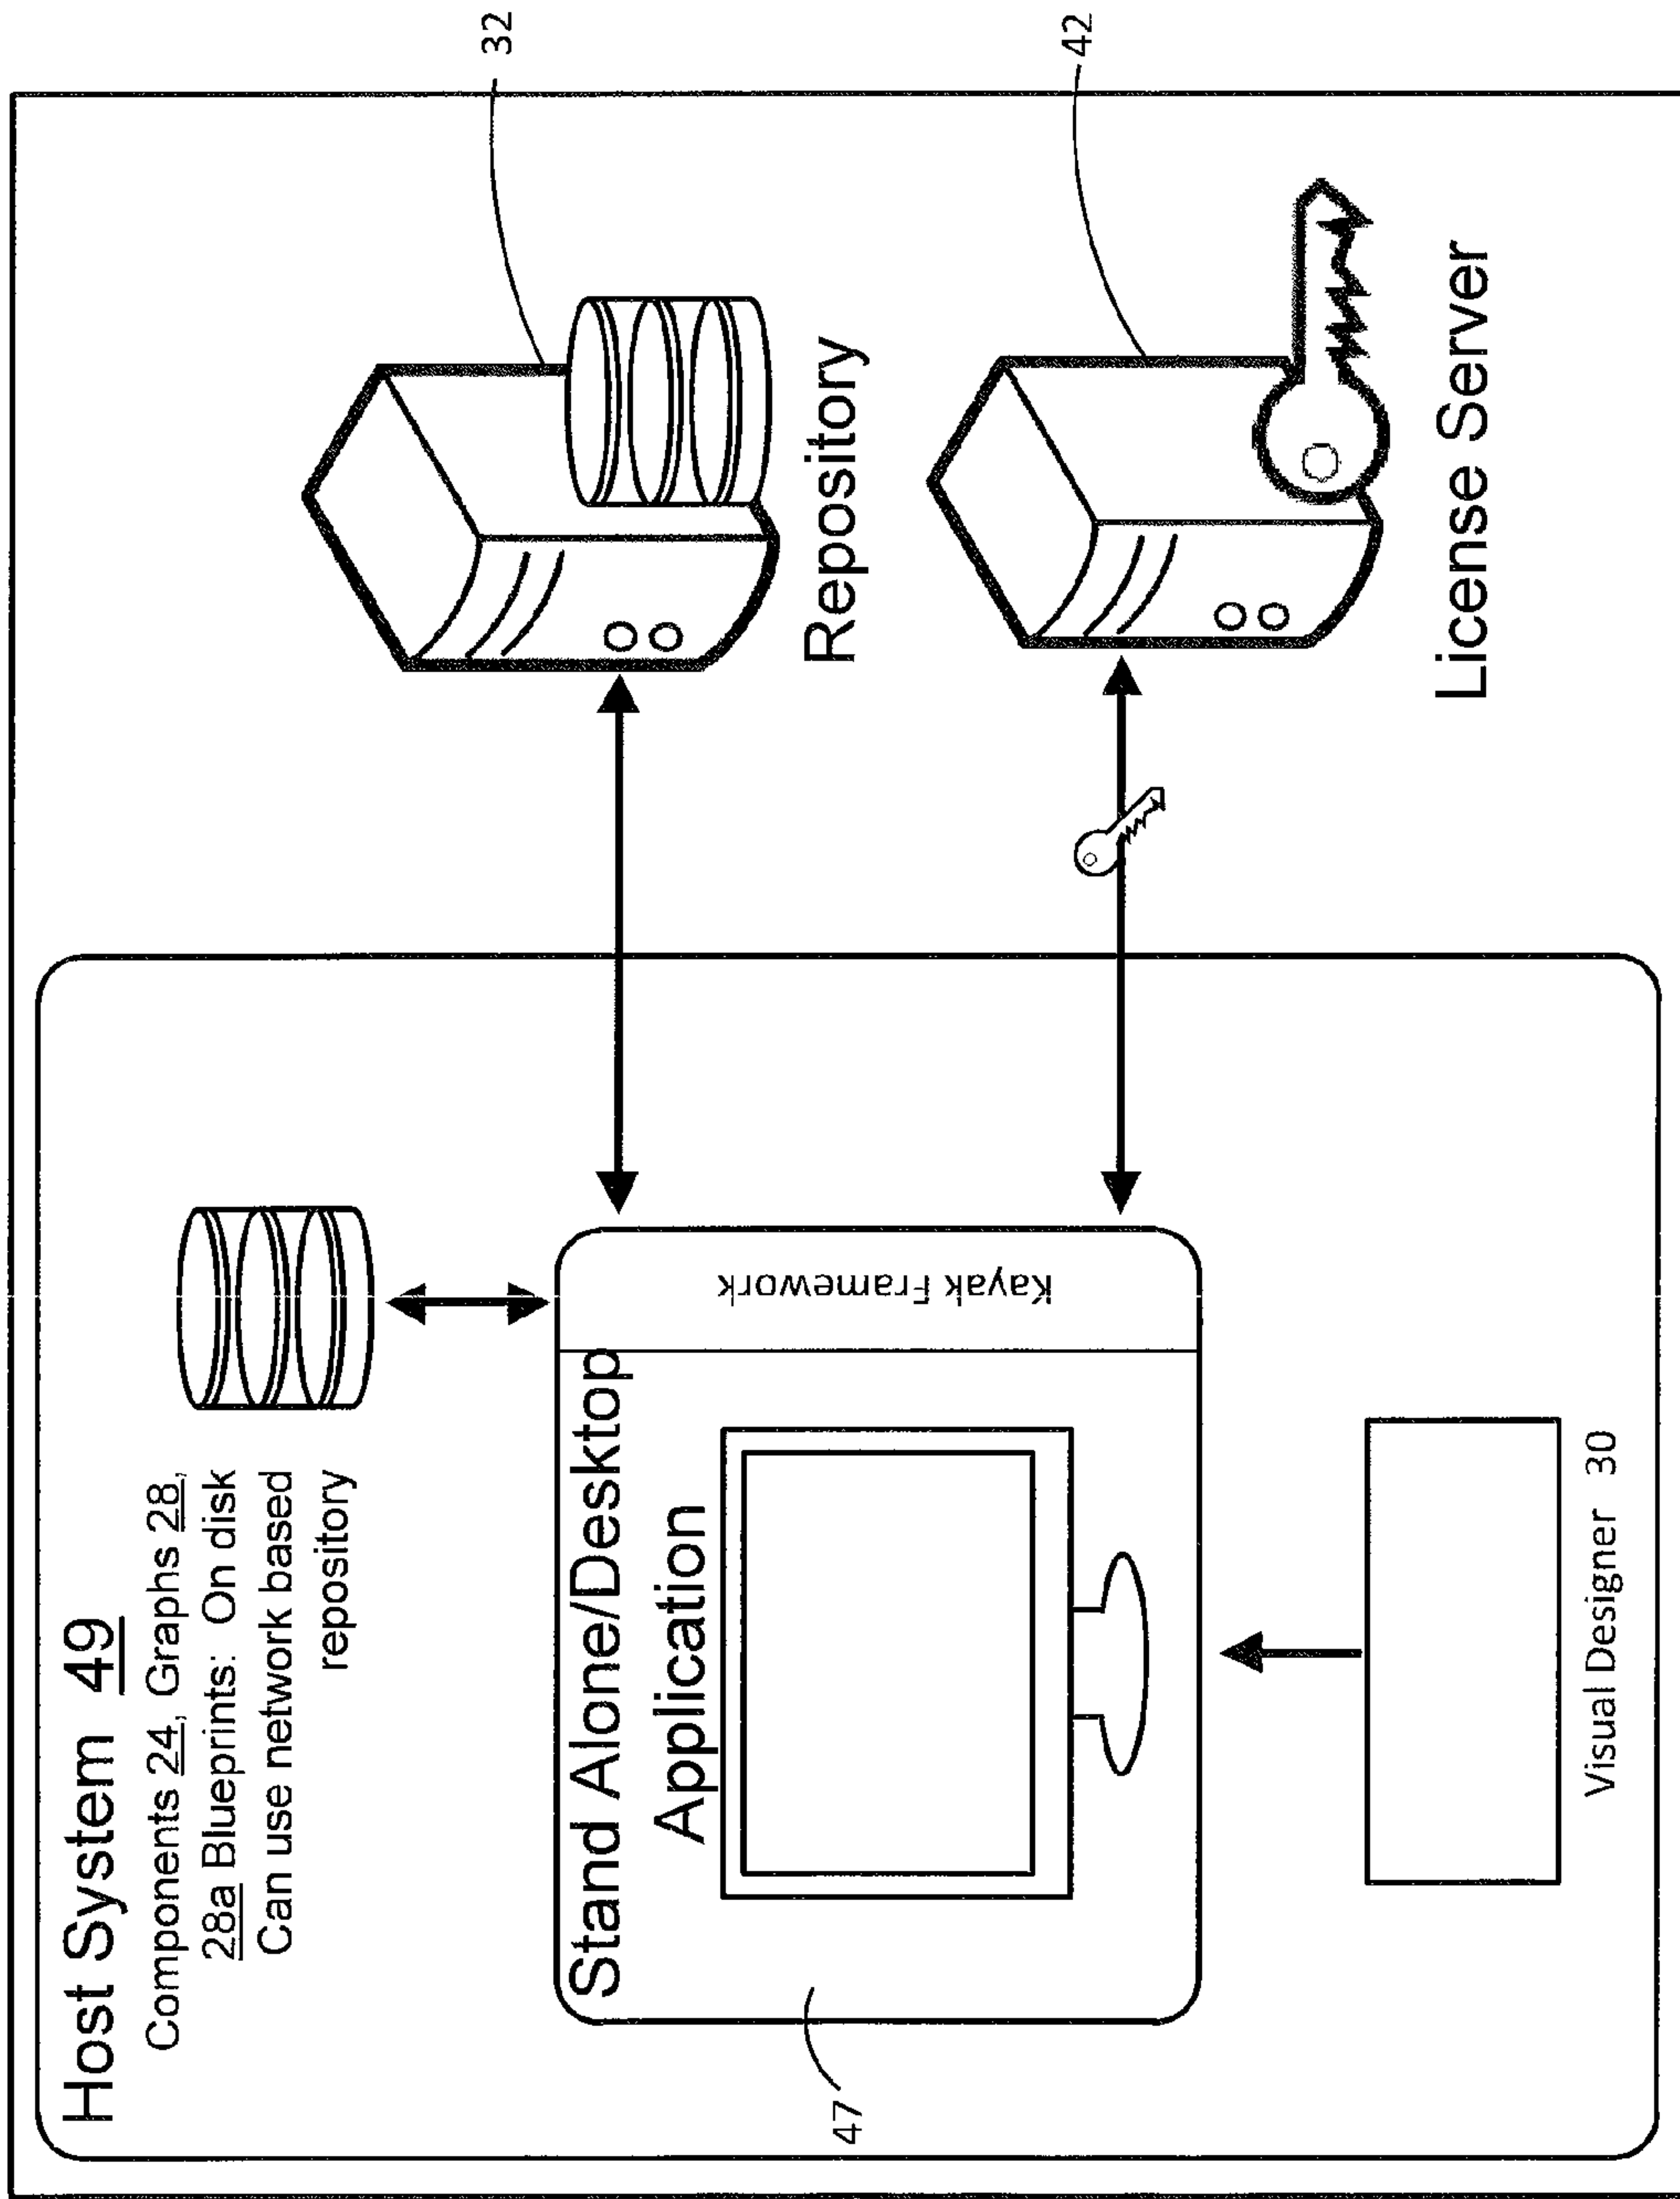 Host System 49
Components 24, Graphs 28,
28a Blueprints: On disk
Can use network based
repository
Stand Alone/Desktop
Application
Kayak Framework
47
Visual Designer 30
32
Repository
42
License Server